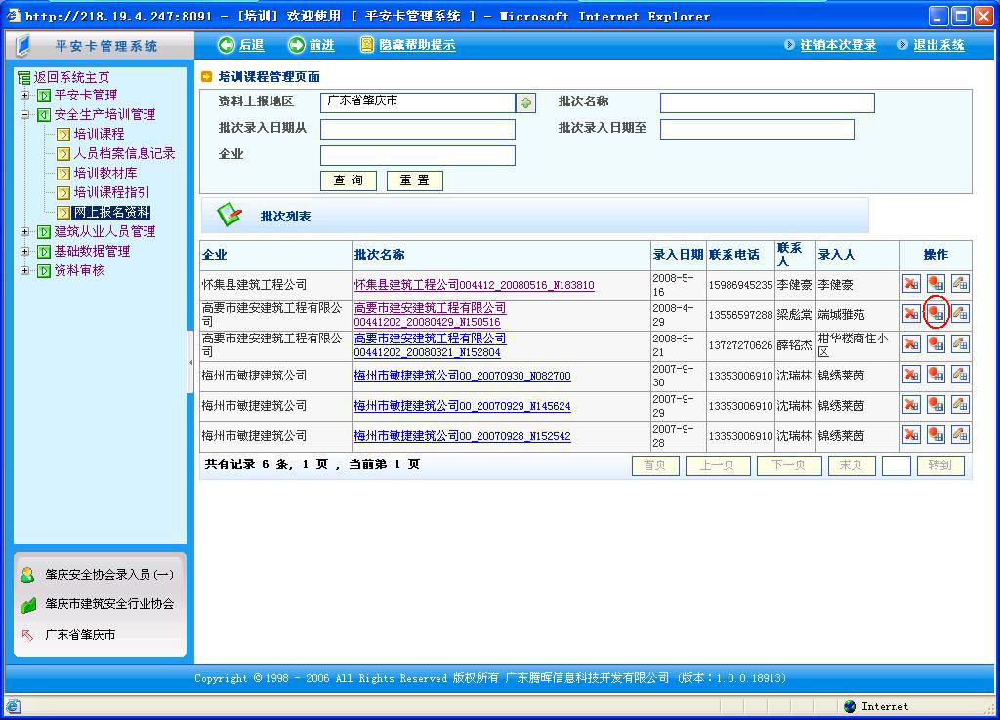 http://218.19.4.247:8091 - [培训] 欢迎使用 [ 平安卡管理系统 ] - Microsoft Internet Explorer
平安卡管理系统
后退 前进 隐藏帮助提示 注销本次登录 退出系统
返回系统主页
平安卡管理
安全生产培训管理
培训课程
人员档案信息记录
培训教材库
培训课程指引
网上报名资料
建筑从业人员管理
基础数据管理
资料审核
肇庆安全协会录入员(一)
肇庆市建筑安全行业协会
广东省肇庆市
培训课程管理页面
资料上报地区 广东省肇庆市 批次名称
批次录入日期从 批次录入日期至
企业
查 询 重 置
批次列表
企业 批次名称 录入日期 联系电话 联系人 录入人 操作
怀集县建筑工程公司 怀集县建筑工程公司004412_20080516_N183810 2008-5-16 15986945235 李健豪 李健豪
高要市建安建筑工程有限公司 高要市建安建筑工程有限公司00441202_20080429_N150516 2008-4-29 13556597288 梁彪棠 端城雅苑
高要市建安建筑工程有限公司 高要市建安建筑工程有限公司00441202_20080321_N152804 2008-3-21 13727270626 薛铭杰 柑华楼商住小区
梅州市敏捷建筑公司 梅州市敏捷建筑公司00_20070930_N082700 2007-9-30 13353006910 沈瑞林 锦绣莱茵
梅州市敏捷建筑公司 梅州市敏捷建筑公司00_20070929_N145624 2007-9-29 13353006910 沈瑞林 锦绣莱茵
梅州市敏捷建筑公司 梅州市敏捷建筑公司00_20070928_N152542 2007-9-28 13353006910 沈瑞林 锦绣莱茵
共有记录 6 条, 1 页 , 当前第 1 页 首页 上一页 下一页 末页 转到
Copyright © 1998 - 2006 All Rights Reserved 版权所有 广东腾晖信息科技开发有限公司 (版本:1.0.0.18913)
Internet